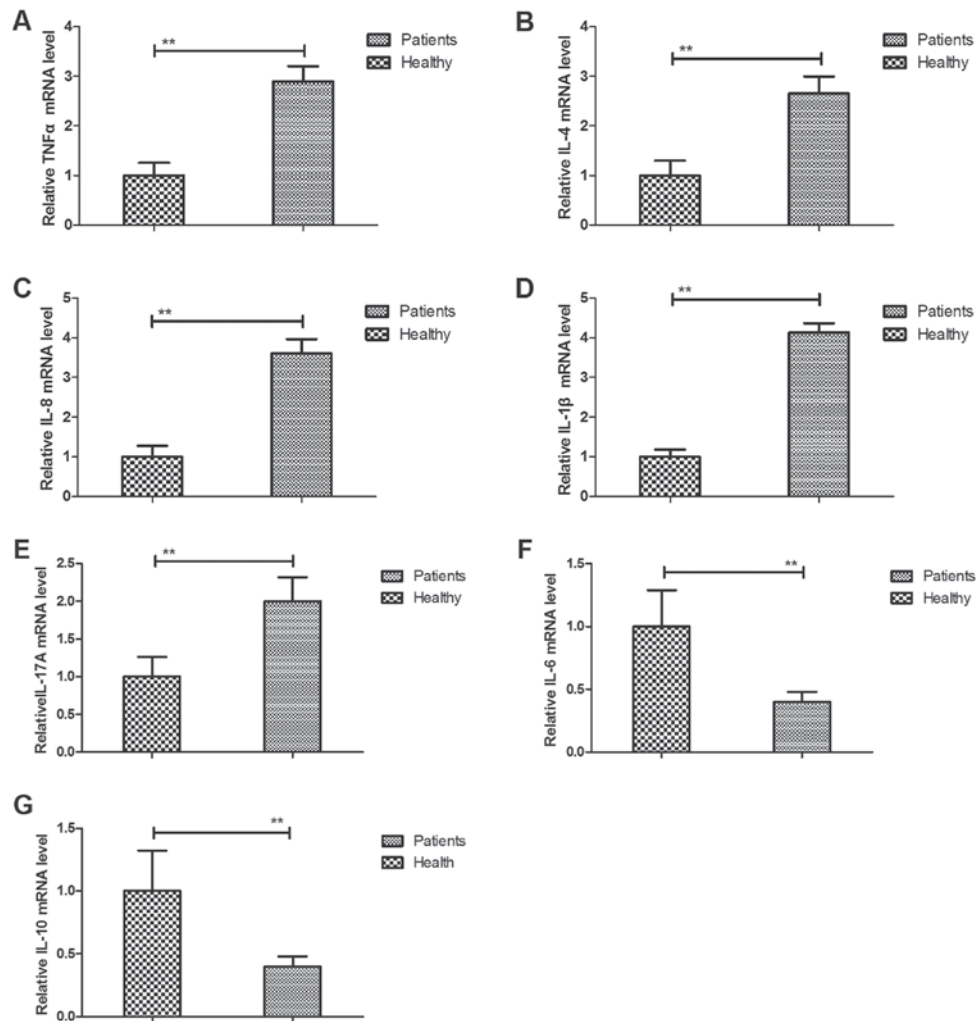 A
Relative TNFα mRNA level
4
3
2
1
0
**
Patients
Healthy
B
Relative IL-4 mRNA level
4
3
2
1
0
**
Patients
Healthy
C
Relative IL-8 mRNA level
5
4
3
2
1
0
**
Patients
Healthy
D
Relative IL-1β mRNA level
5
4
3
2
1
0
**
Patients
Healthy
E
RelativeIL-17A mRNA level
2.5
2.0
1.5
1.0
0.5
0.0
**
Patients
Healthy
F
Relative IL-6 mRNA level
1.5
1.0
0.5
0.0
**
Patients
Healthy
G
Relative IL-10 mRNA level
1.5
1.0
0.5
0.0
**
Patients
Health